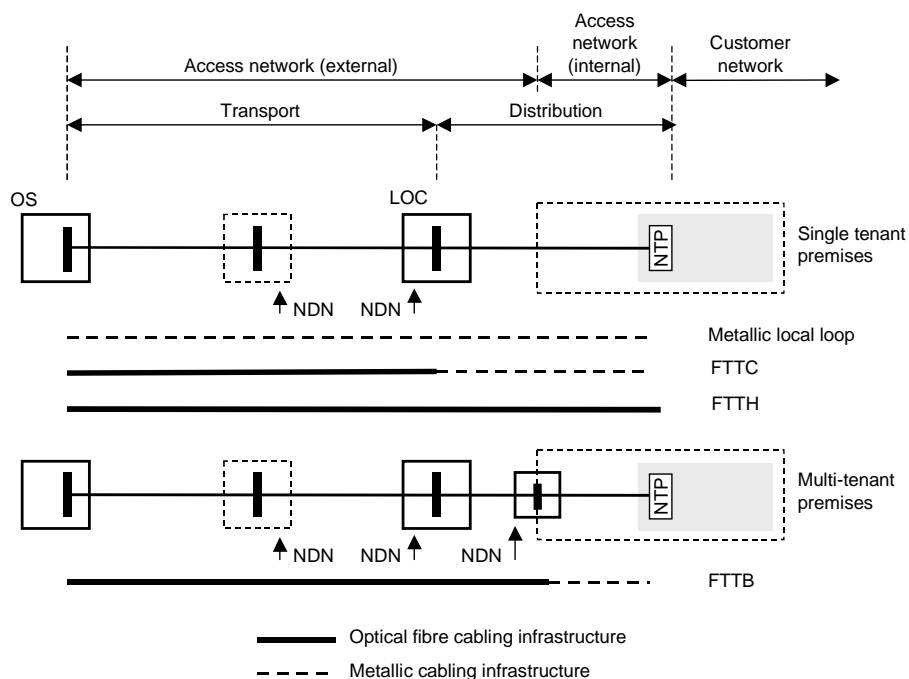 Access
network
(internal)
Customer
network
Access network (external)
Transport
Distribution
OS
LOC
NTP
Single tenant
premises
NDN
NDN
Metallic local loop
FTTC
FTTH
NTP
Multi-tenant
premises
NDN
NDN
NDN
FTTB
Optical fibre cabling infrastructure
Metallic cabling infrastructure